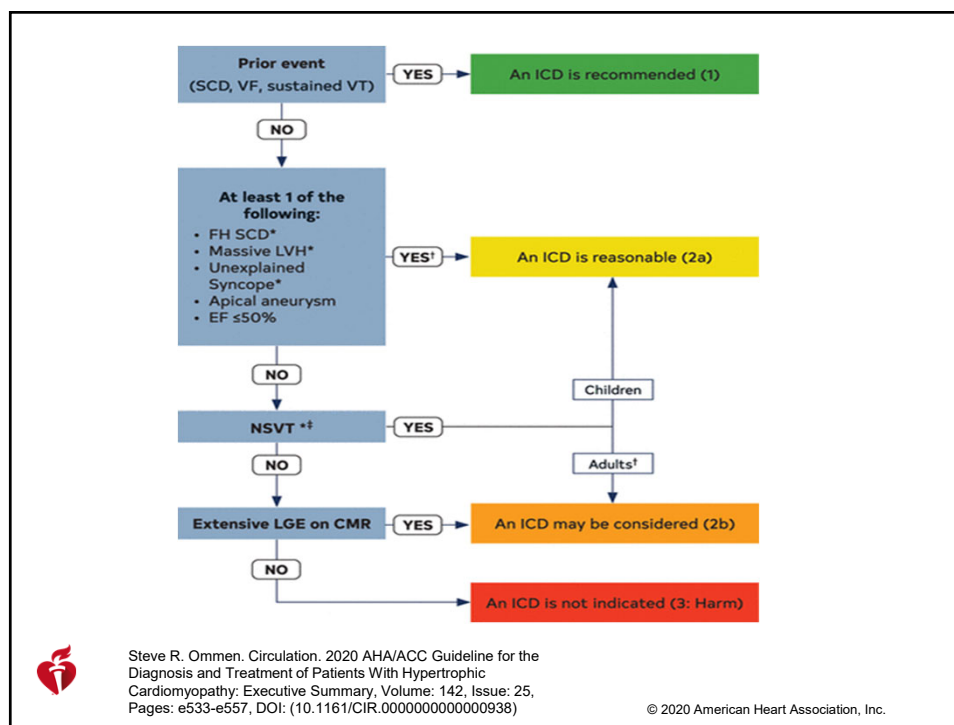 Prior event
(SCD, VF, sustained VT)
YES
An ICD is recommended (1)
NO
At least 1 of the
following:
• FH SCD*
• Massive LVH*
• Unexplained
Syncope*
• Apical aneurysm
• EF ≤50%
YES†
An ICD is reasonable (2a)
NO
Children
NSVT *‡
YES
Adults†
NO
Extensive LGE on CMR
YES
An ICD may be considered (2b)
NO
An ICD is not indicated (3: Harm)
Steve R. Ommen. Circulation. 2020 AHA/ACC Guideline for the
Diagnosis and Treatment of Patients With Hypertrophic
Cardiomyopathy: Executive Summary, Volume: 142, Issue: 25,
Pages: e533-e557, DOI: (10.1161/CIR.0000000000000938)
© 2020 American Heart Association, Inc.